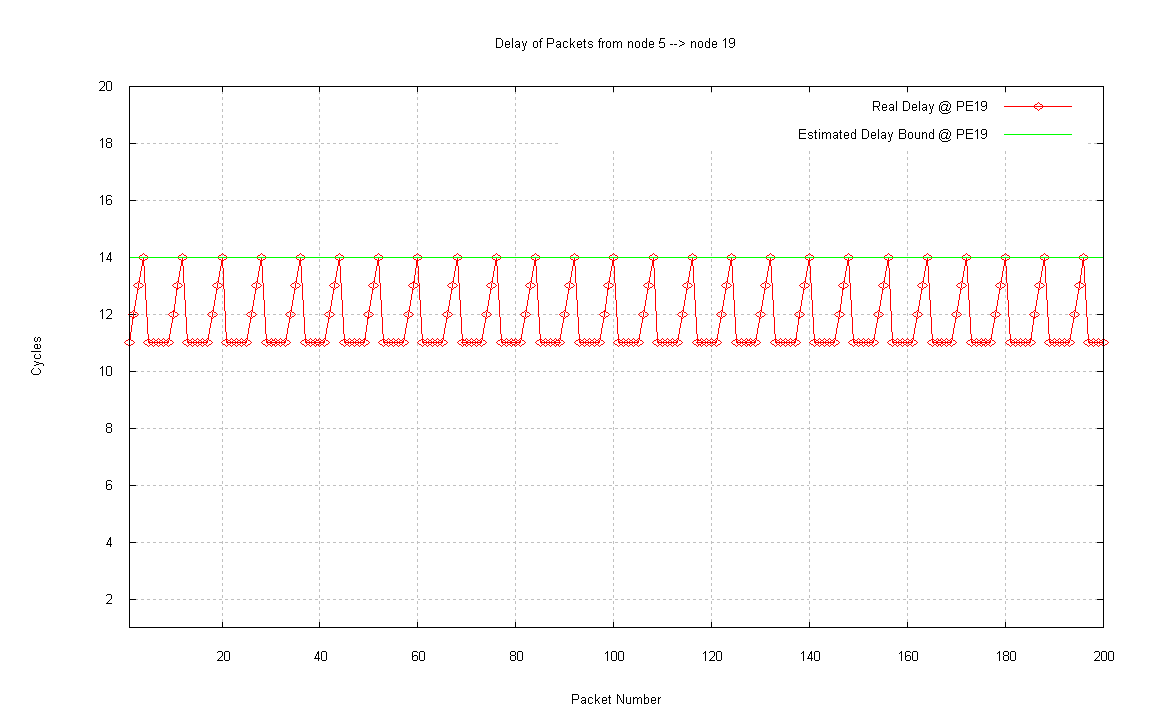 Delay of Packets from node 5 --> node 19
Real Delay @ PE19
Estimated Delay Bound @ PE19
20
18
16
14
12
10
8
6
4
2
Cycles
20 40 60 80 100 120 140 160 180 200
Packet Number